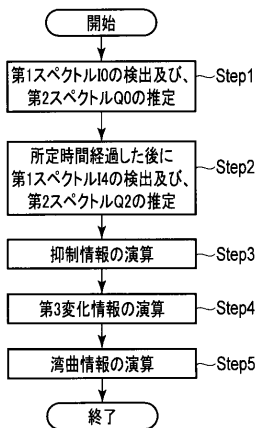 開始
第1スペクトルI0の検出及び、
第2スペクトルQ0の推定
Step1
所定時間経過した後に
第1スペクトルI4の検出及び、
第2スペクトルQ2の推定
Step2
抑制情報の演算
Step3
第3変化情報の演算
Step4
湾曲情報の演算
Step5
終了